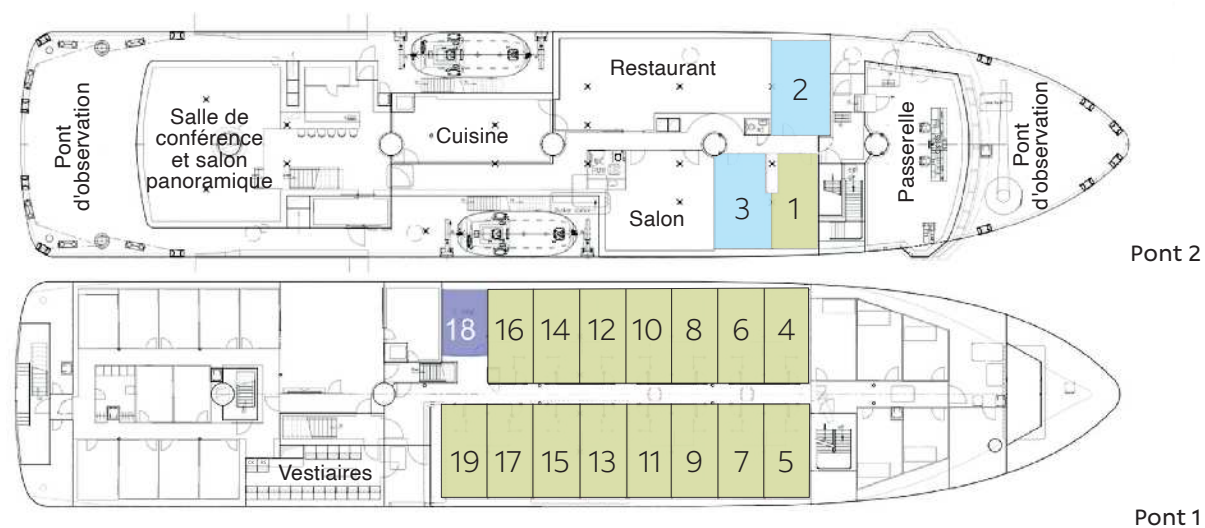 Pont
d'observation
Salle de
conférence
et salon
panoramique
Cuisine
Restaurant
2
Salon
3
1
Passerelle
Pont
d'observation
Pont 2
18
16
14
12
10
8
6
4
19
17
15
13
11
9
7
5
Vestiaires
Pont 1